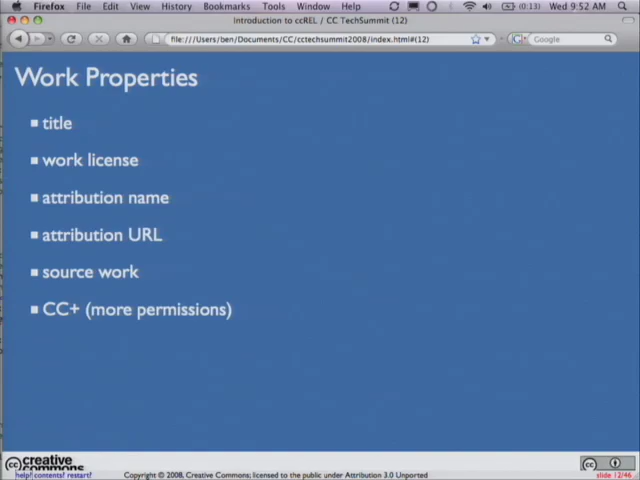 Firefox File Edit View History Bookmarks Tools Window Help (0:13) Wed 9:52 AM
Introduction to ccREL / CC TechSummit (12)
file:///Users/ben/Documents/CC/cctechsummit2008/index.html#(12) Google
Work Properties
title
work license
attribution name
attribution URL
source work
CC+ (more permissions)
cc creative commons
help! contents! restart! Copyright © 2008, Creative Commons; licensed to the public under Attribution 3.0 Unported slide 12/46